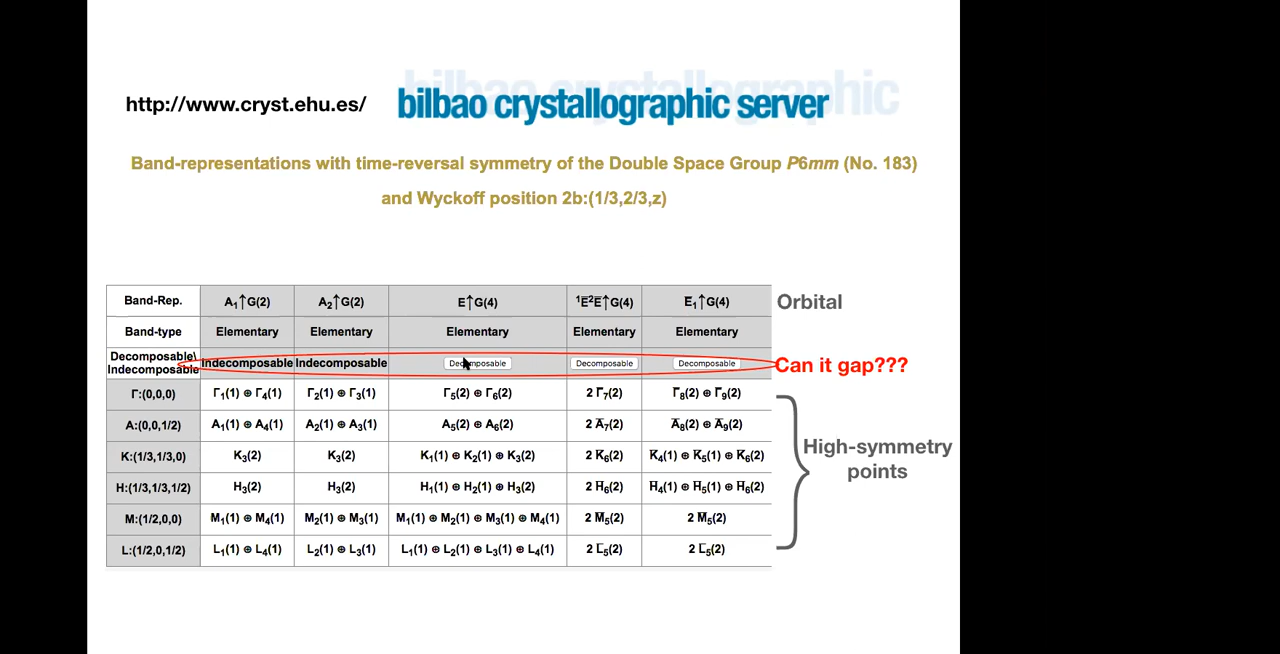 http://www.cryst.ehu.es/ bilbao crystallographic server
Band-representations with time-reversal symmetry of the Double Space Group P6mm (No. 183)
and Wyckoff position 2b:(1/3,2/3,z)
Band-Rep. A₁↑G(2) A₂↑G(2) E↑G(4) ¹E̅²E̅↑G(4) E̅₁↑G(4) Orbital
Band-type Elementary Elementary Elementary Elementary Elementary
Decomposable\
Indecomposable Indecomposable Indecomposable Decomposable Decomposable Decomposable Can it gap???
Γ:(0,0,0) Γ₁(1) ⊕ Γ₄(1) Γ₂(1) ⊕ Γ₃(1) Γ₅(2) ⊕ Γ₆(2) 2 Γ̅₇(2) Γ̅₈(2) ⊕ Γ̅₉(2)
A:(0,0,1/2) A₁(1) ⊕ A₄(1) A₂(1) ⊕ A₃(1) A₅(2) ⊕ A₆(2) 2 A̅₇(2) A̅₈(2) ⊕ A̅₉(2)
K:(1/3,1/3,0) K₃(2) K₃(2) K₁(1) ⊕ K₂(1) ⊕ K₃(2) 2 K̅₆(2) K̅₄(1) ⊕ K̅₅(1) ⊕ K̅₆(2)
H:(1/3,1/3,1/2) H₃(2) H₃(2) H₁(1) ⊕ H₂(1) ⊕ H₃(2) 2 H̅₆(2) H̅₄(1) ⊕ H̅₅(1) ⊕ H̅₆(2)
M:(1/2,0,0) M₁(1) ⊕ M₄(1) M₂(1) ⊕ M₃(1) M₁(1) ⊕ M₂(1) ⊕ M₃(1) ⊕ M₄(1) 2 M̅₅(2) 2 M̅₅(2)
L:(1/2,0,1/2) L₁(1) ⊕ L₄(1) L₂(1) ⊕ L₃(1) L₁(1) ⊕ L₂(1) ⊕ L₃(1) ⊕ L₄(1) 2 L̅₅(2) 2 L̅₅(2)
High-symmetry
points